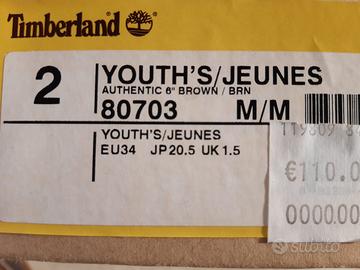 Timberland
2
YOUTH'S/JEUNES
AUTHENTIC 6" BROWN / BRN
80703 M/M
YOUTH'S/JEUNES
EU34 JP20.5 UK1.5
€110.0
0000.00
Subito